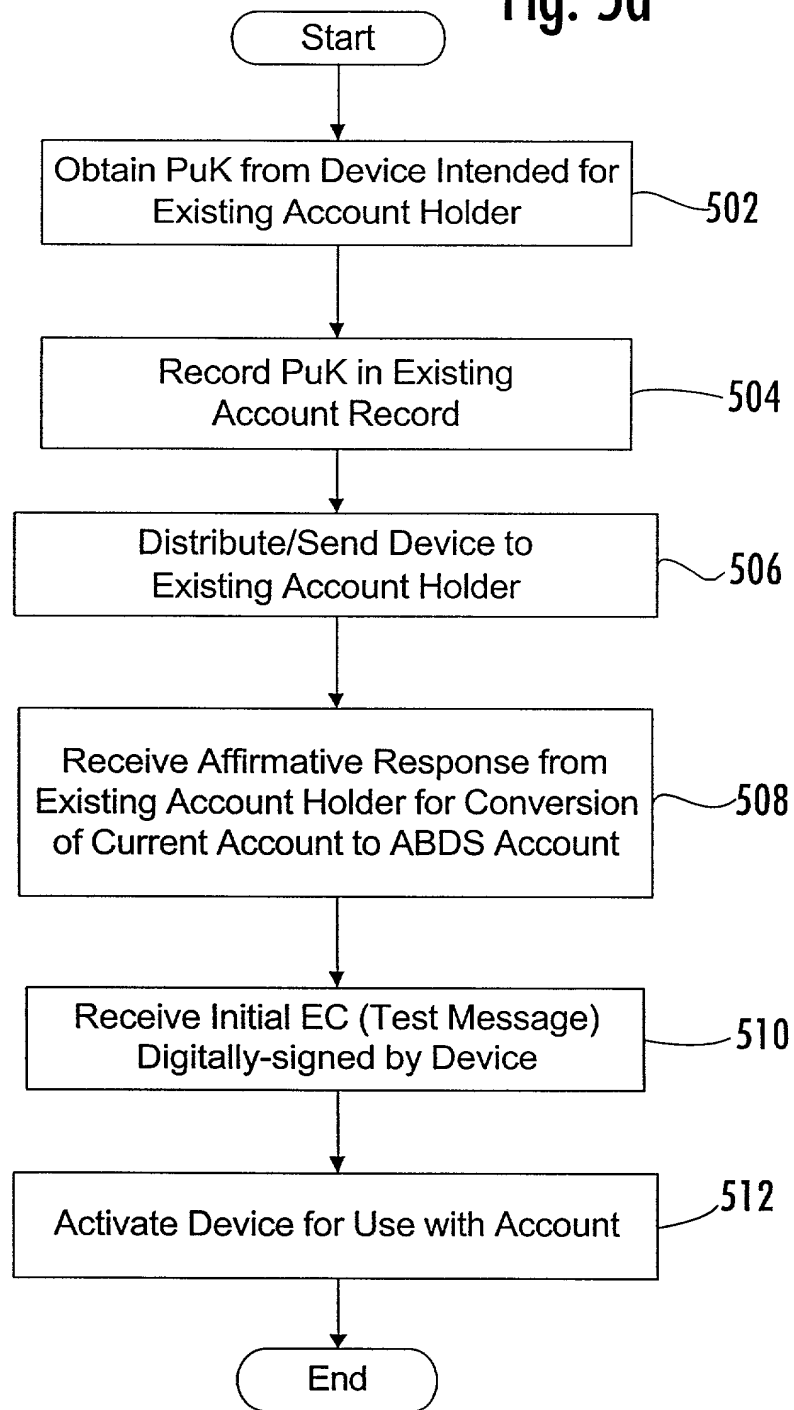 Fig. 5a
Start
Obtain PuK from Device Intended for
Existing Account Holder
502
Record PuK in Existing
Account Record
504
Distribute/Send Device to
Existing Account Holder
506
Receive Affirmative Response from
Existing Account Holder for Conversion
of Current Account to ABDS Account
508
Receive Initial EC (Test Message)
Digitally-signed by Device
510
Activate Device for Use with Account
512
End